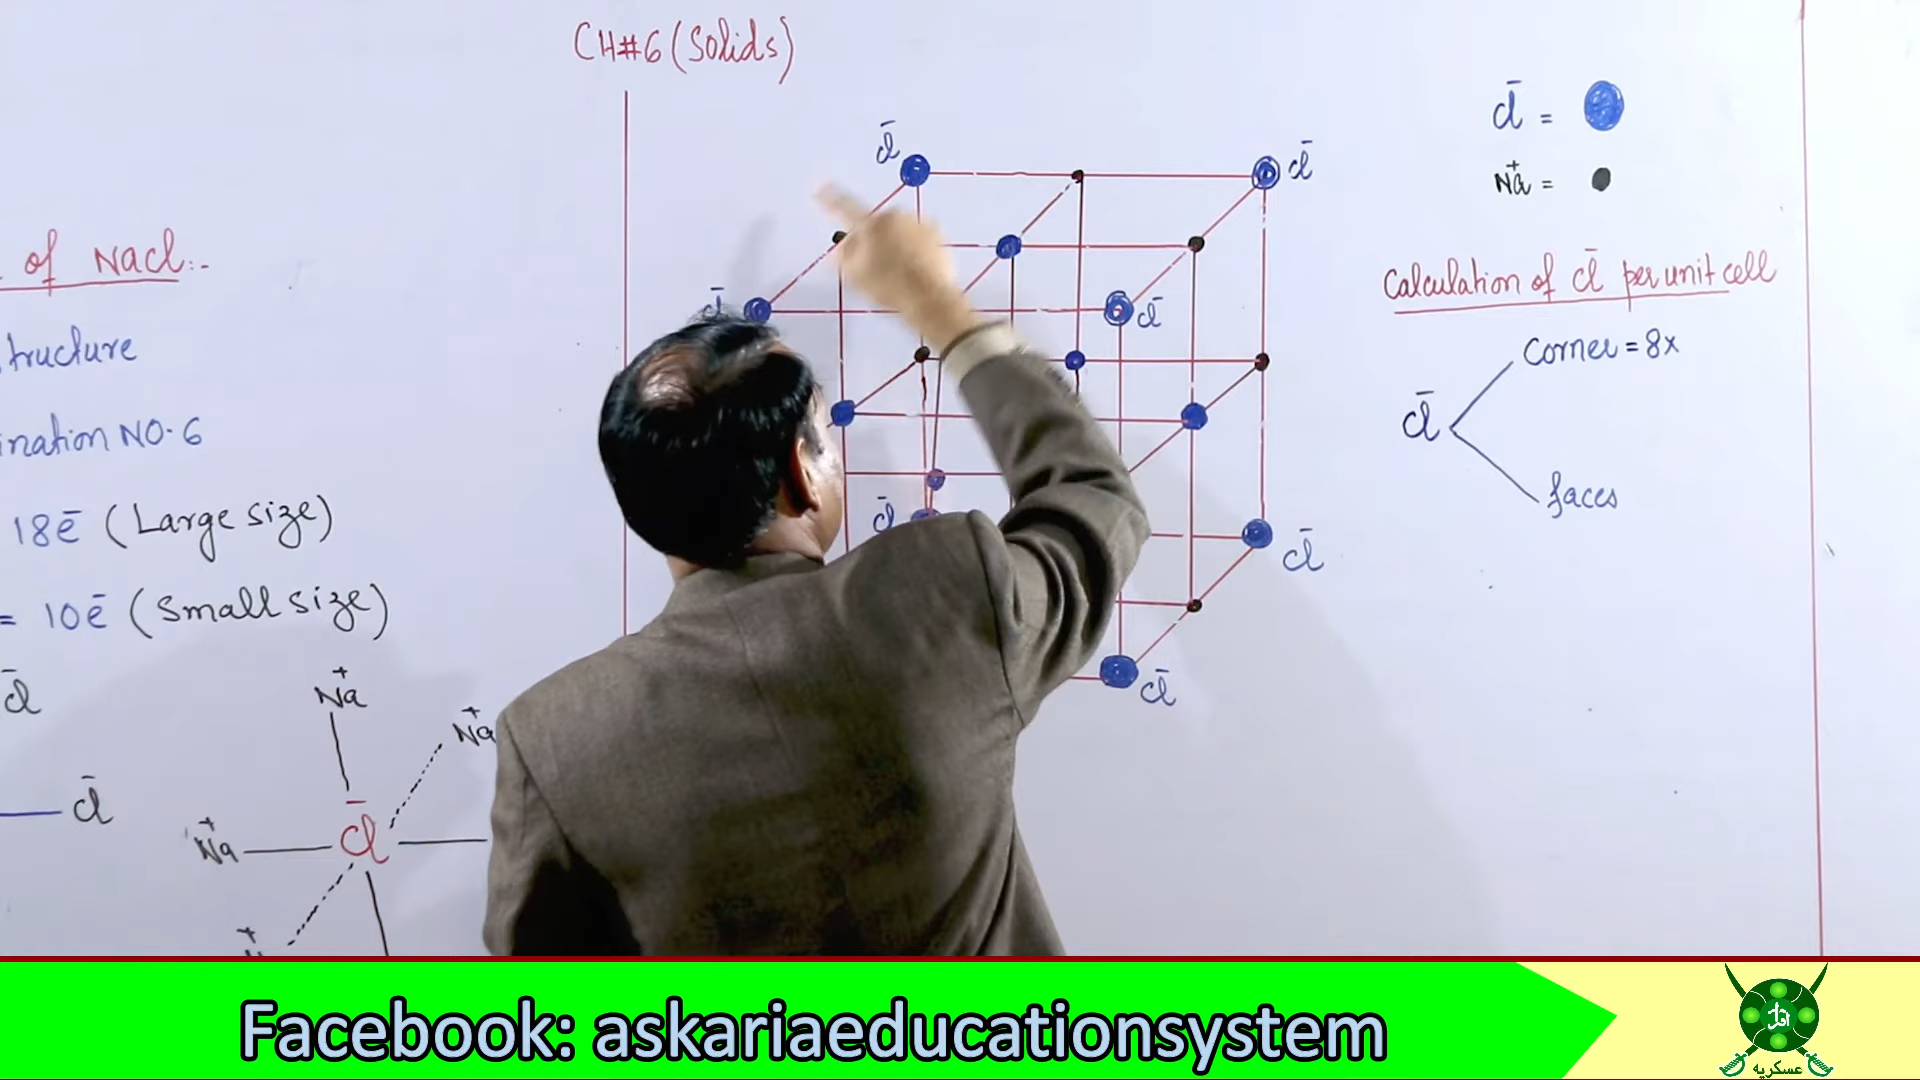 CH#6 (Solids)
of NaCl:-
tructure
ination NO.6
18ē (Large size)
= 10ē (Small size)
Cl⁻
Cl⁻
Na⁺
Na⁺
Na⁺
Cl⁻
Cl⁻
Cl⁻
Cl⁻
Cl⁻
Cl⁻
Cl⁻
Cl⁻
Cl⁻ =
Na⁺ =
Calculation of Cl⁻ per unit cell
Corner = 8x
Cl⁻
faces
Facebook: askariaeducationsystem
اقرا
عسکریہ